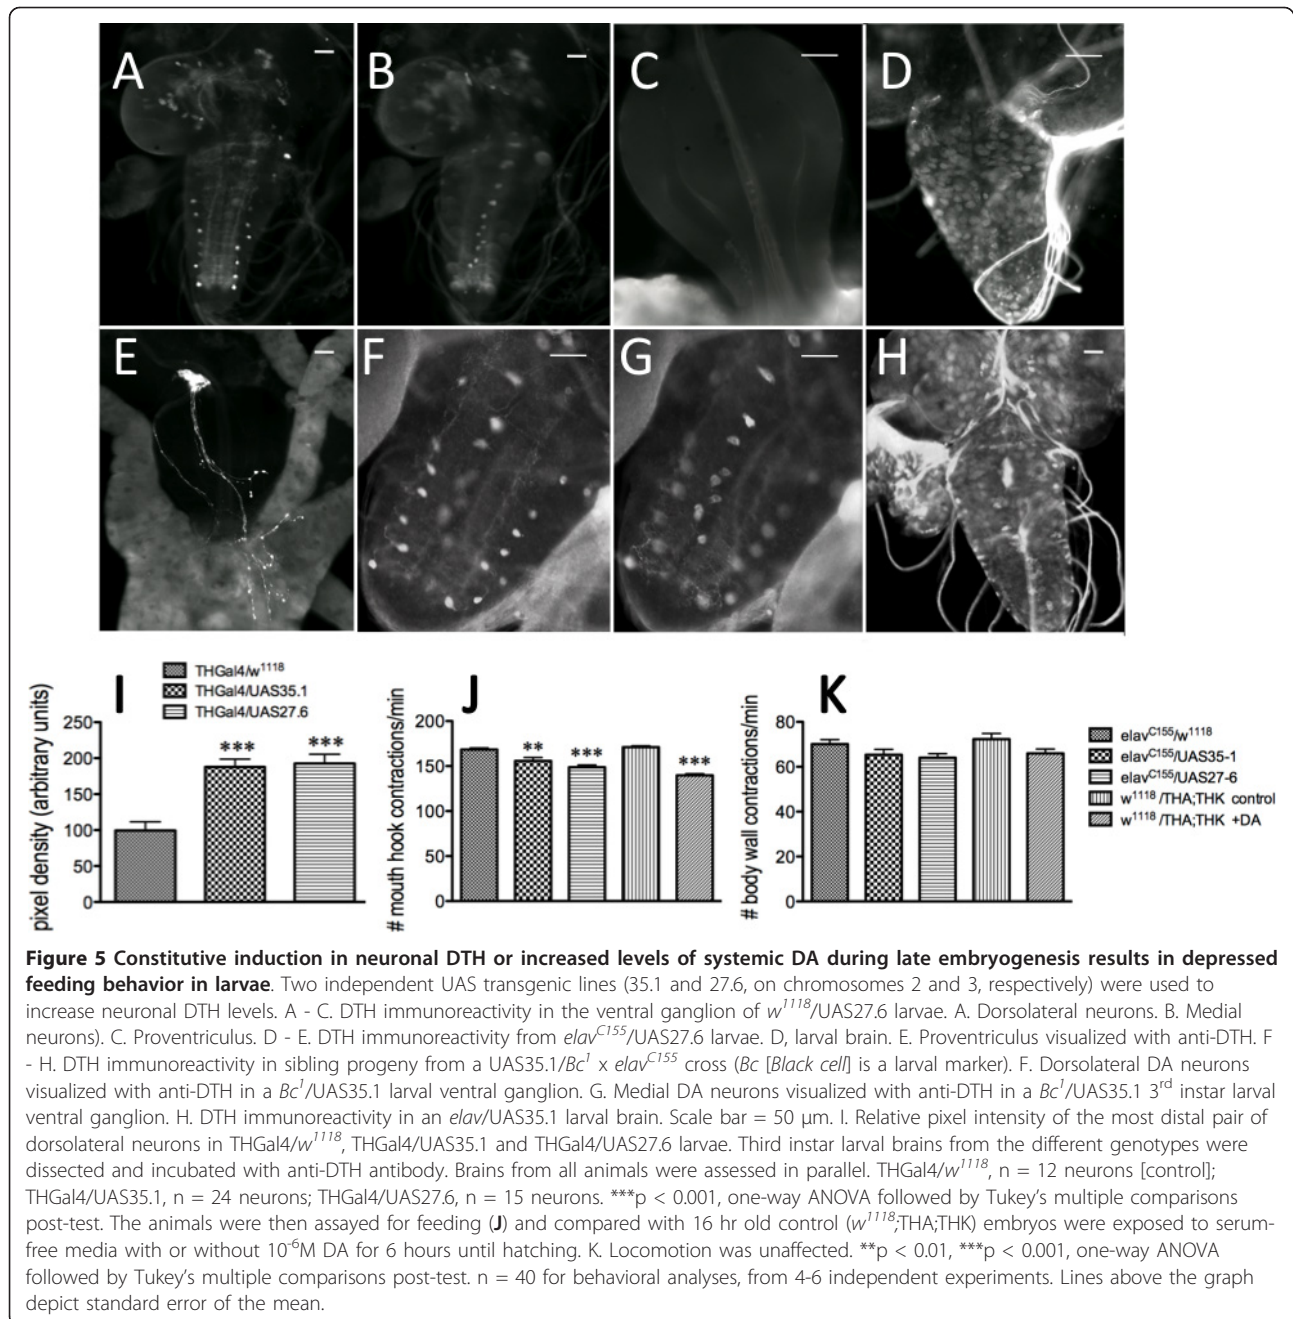 A
B
C
D
E
F
G
H
I
THGal4/w1118
THGal4/UAS35.1
THGal4/UAS27.6
pixel density (arbitrary units)
250
200
150
100
50
0
***
***
J
# mouth hook contractions/min
200
150
100
50
0
**
***
***
K
# body wall contractions/min
80
60
40
20
0
elavC155/w1118
elavC155/UAS35-1
elavC155/UAS27-6
w1118/THA;THK control
w1118/THA;THK +DA
Figure 5 Constitutive induction in neuronal DTH or increased levels of systemic DA during late embryogenesis results in depressed
feeding behavior in larvae. Two independent UAS transgenic lines (35.1 and 27.6, on chromosomes 2 and 3, respectively) were used to
increase neuronal DTH levels. A - C. DTH immunoreactivity in the ventral ganglion of w1118/UAS27.6 larvae. A. Dorsolateral neurons. B. Medial
neurons). C. Proventriculus. D - E. DTH immunoreactivity from elavC155/UAS27.6 larvae. D, larval brain. E. Proventriculus visualized with anti-DTH. F
- H. DTH immunoreactivity in sibling progeny from a UAS35.1/Bc1 x elavC155 cross (Bc [Black cell] is a larval marker). F. Dorsolateral DA neurons
visualized with anti-DTH in a Bc1/UAS35.1 larval ventral ganglion. G. Medial DA neurons visualized with anti-DTH in a Bc1/UAS35.1 3rd instar larval
ventral ganglion. H. DTH immunoreactivity in an elav/UAS35.1 larval brain. Scale bar = 50 μm. I. Relative pixel intensity of the most distal pair of
dorsolateral neurons in THGal4/w1118, THGal4/UAS35.1 and THGal4/UAS27.6 larvae. Third instar larval brains from the different genotypes were
dissected and incubated with anti-DTH antibody. Brains from all animals were assessed in parallel. THGal4/w1118, n = 12 neurons [control];
THGal4/UAS35.1, n = 24 neurons; THGal4/UAS27.6, n = 15 neurons. ***p < 0.001, one-way ANOVA followed by Tukey's multiple comparisons
post-test. The animals were then assayed for feeding (J) and compared with 16 hr old control (w1118;THA;THK) embryos were exposed to serum-
free media with or without 10-6M DA for 6 hours until hatching. K. Locomotion was unaffected. **p < 0.01, ***p < 0.001, one-way ANOVA
followed by Tukey's multiple comparisons post-test. n = 40 for behavioral analyses, from 4-6 independent experiments. Lines above the graph
depict standard error of the mean.